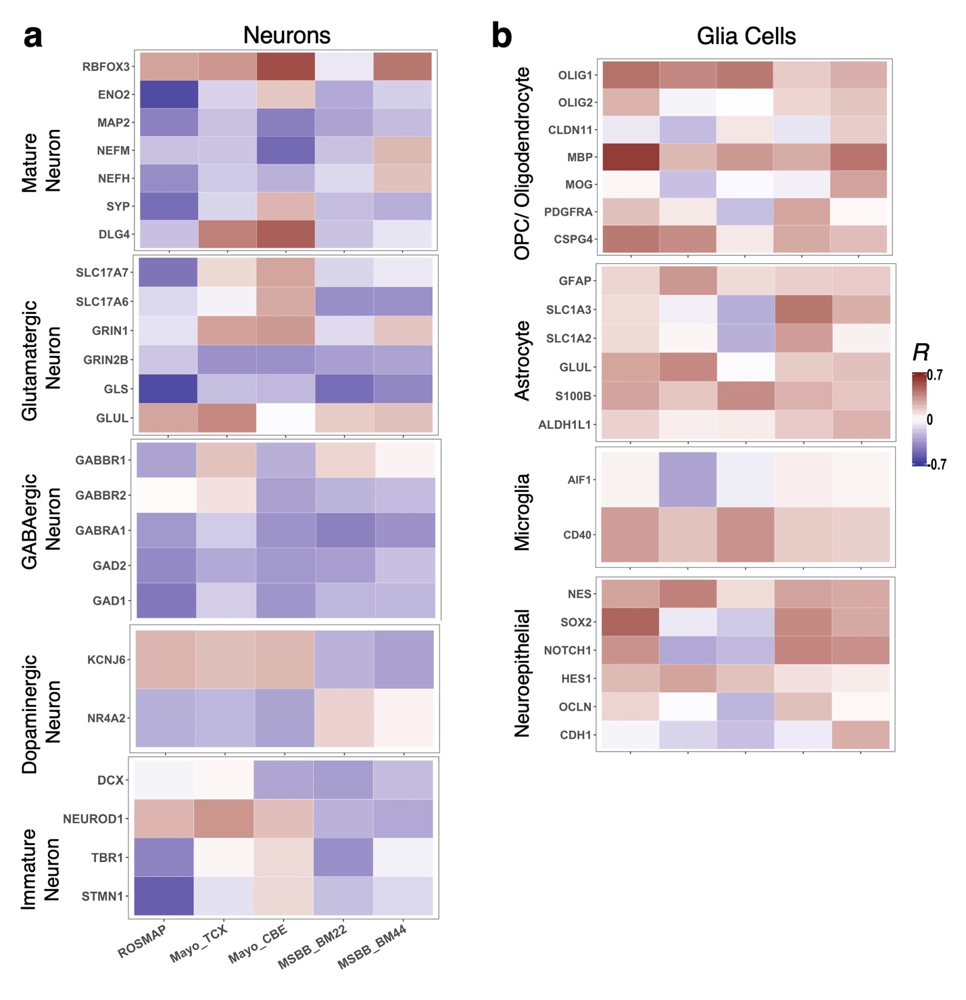 a
Neurons
Mature
Neuron
RBFOX3
ENO2
MAP2
NEFM
NEFH
SYP
DLG4
Glutamatergic
Neuron
SLC17A7
SLC17A6
GRIN1
GRIN2B
GLS
GLUL
GABAergic
Neuron
GABBR1
GABBR2
GABRA1
GAD2
GAD1
Dopaminergic
Neuron
KCNJ6
NR4A2
Immature
Neuron
DCX
NEUROD1
TBR1
STMN1
ROSMAP
Mayo_TCX
Mayo_CBE
MSBB_BM22
MSBB_BM44
b
Glia Cells
OPC/ Oligodendrocyte
OLIG1
OLIG2
CLDN11
MBP
MOG
PDGFRA
CSPG4
Astrocyte
GFAP
SLC1A3
SLC1A2
GLUL
S100B
ALDH1L1
Microglia
AIF1
CD40
Neuroepithelial
NES
SOX2
NOTCH1
HES1
OCLN
CDH1
R
0.7
0
-0.7